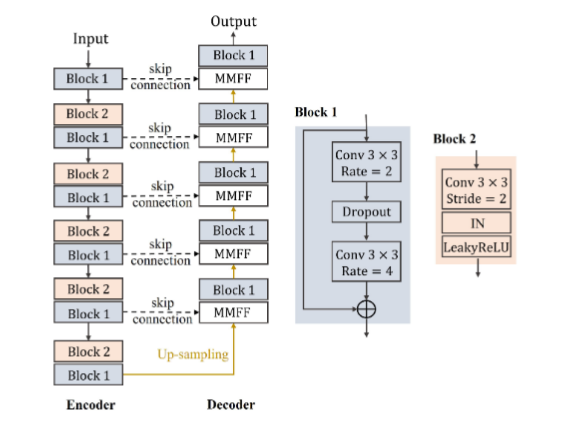 Output
Input
Block 1
Block 1
skip
connection
MMFF
Block 2
Block 1
Block 1
skip
connection
MMFF
Block 2
Block 1
Block 1
skip
connection
MMFF
Block 2
Block 1
Block 1
skip
connection
MMFF
Block 2
Block 1
Block 1
skip
connection
MMFF
Block 2
Block 1
Up-sampling
Encoder
Decoder
Block 1
Conv 3 × 3
Rate = 2
Dropout
Conv 3 × 3
Rate = 4
Block 2
Conv 3 × 3
Stride = 2
IN
LeakyReLU